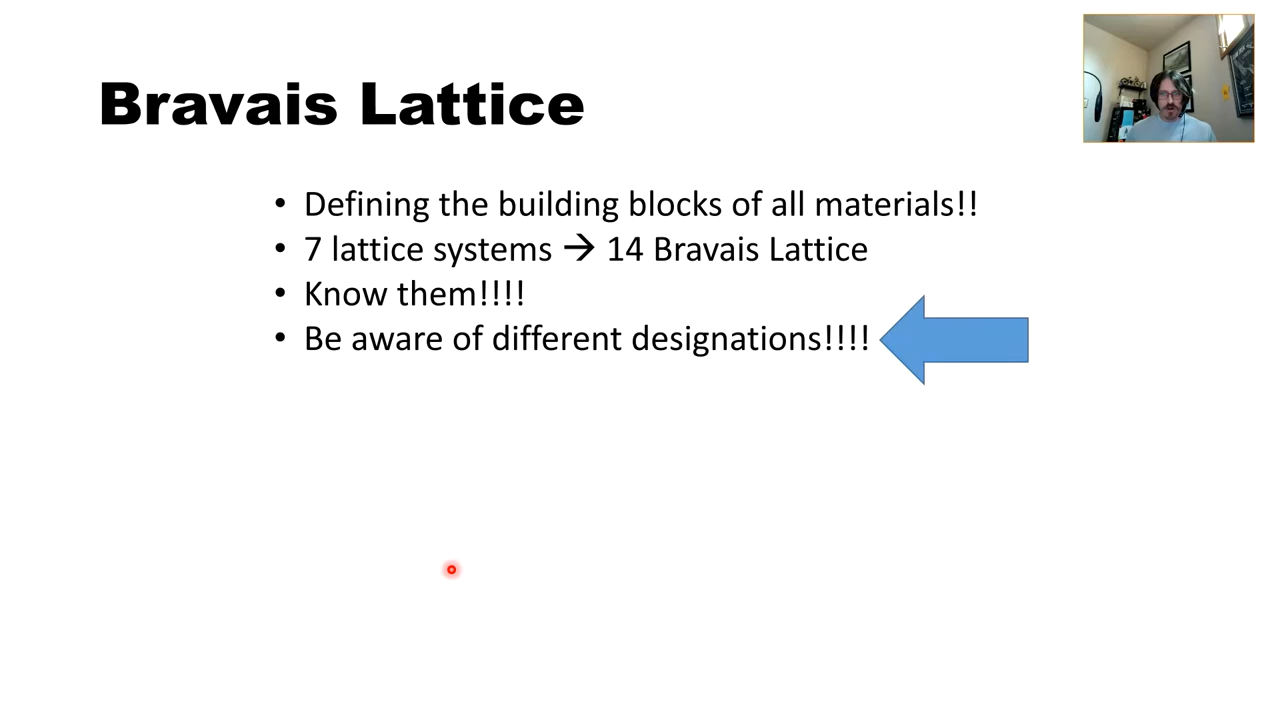 Bravais Lattice
• Defining the building blocks of all materials!!
• 7 lattice systems → 14 Bravais Lattice
• Know them!!!!
• Be aware of different designations!!!!